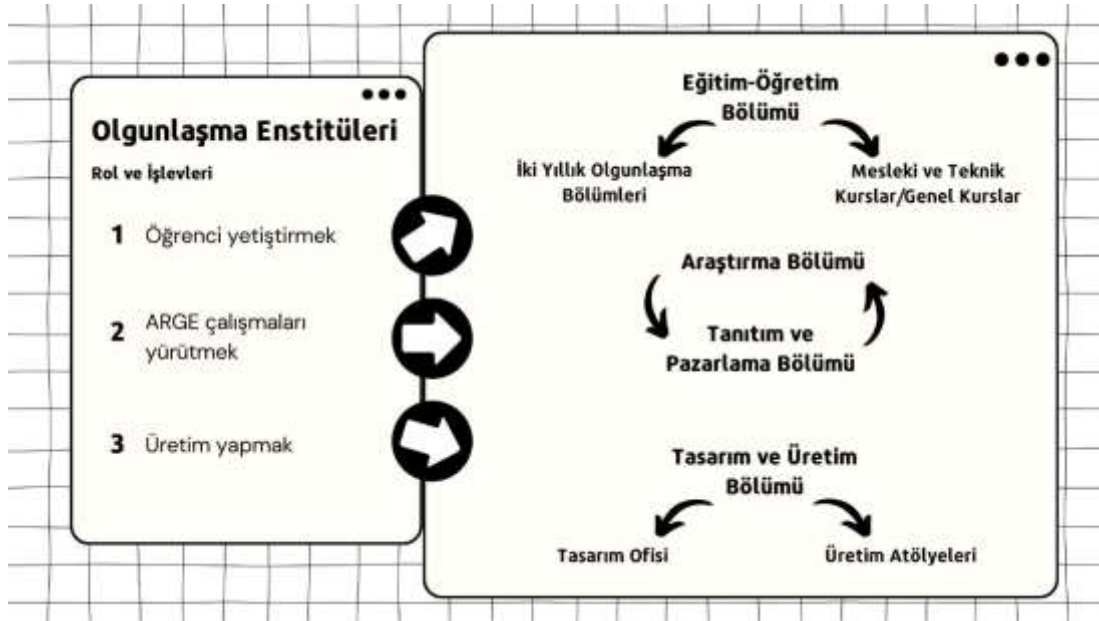 Olgunlaşma Enstitüleri
Rol ve İşlevleri
1 Öğrenci yetiştirmek
2 ARGE çalışmaları
yürütmek
3 Üretim yapmak
Eğitim-Öğretim
Bölümü
İki Yıllık Olgunlaşma
Bölümleri
Mesleki ve Teknik
Kurslar/Genel Kurslar
Araştırma Bölümü
Tanıtım ve
Pazarlama Bölümü
Tasarım ve Üretim
Bölümü
Tasarım Ofisi
Üretim Atölyeleri